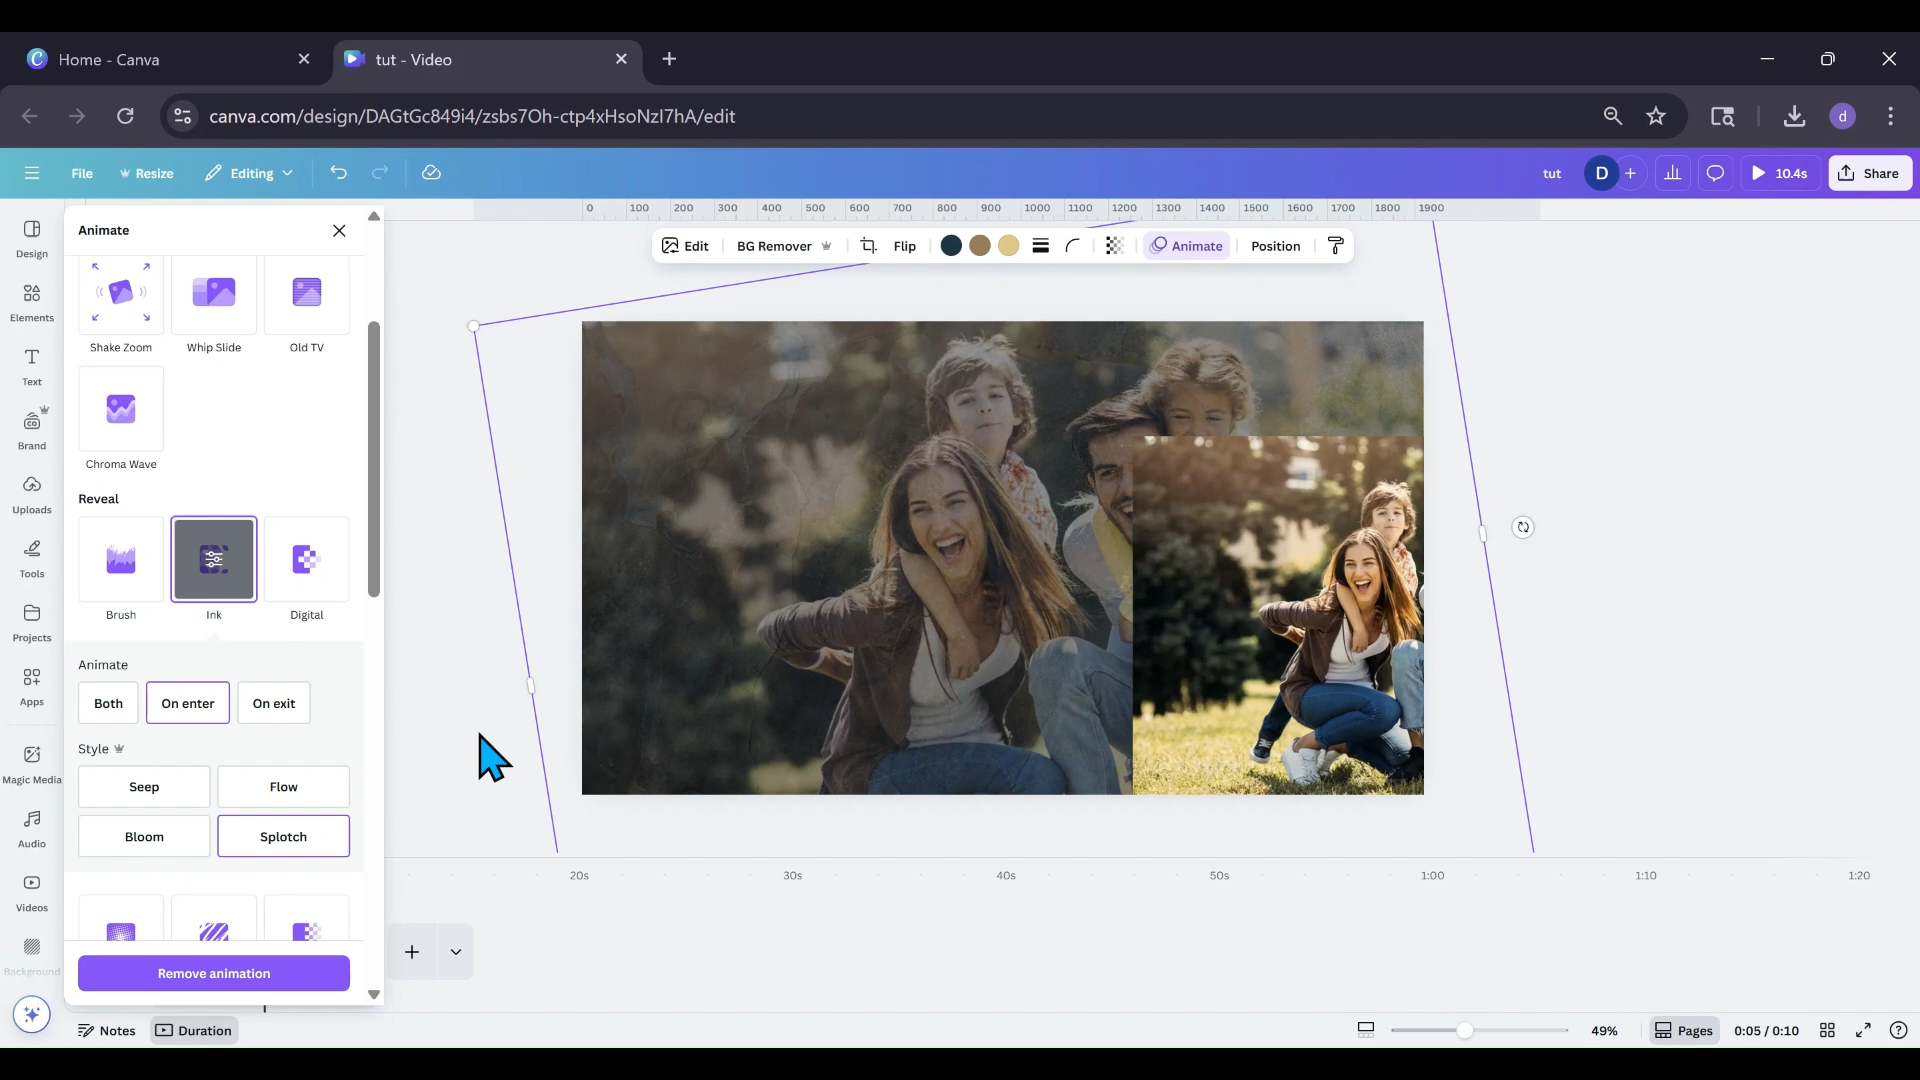 Home - Canva
tut - Video
canva.com/design/DAGtGc849i4/zsbs7Oh-ctp4xHsoNzI7hA/edit
d
File
Resize
Editing
tut
D
10.4s
Share
Design
Elements
Text
Brand
Uploads
Tools
Projects
Apps
Magic Media
Audio
Videos
Background
Animate
Shake Zoom
Whip Slide
Old TV
Chroma Wave
Reveal
Brush
Ink
Digital
Animate
Both
On enter
On exit
Style
Seep
Flow
Bloom
Splotch
Remove animation
0 100 200 300 400 500 600 700 800 900 1000 1100 1200 1300 1400 1500 1600 1700 1800 1900
Edit
BG Remover
Flip
Animate
Position
20s 30s 40s 50s 1:00 1:10 1:20
Notes
Duration
49%
Pages
0:05 / 0:10